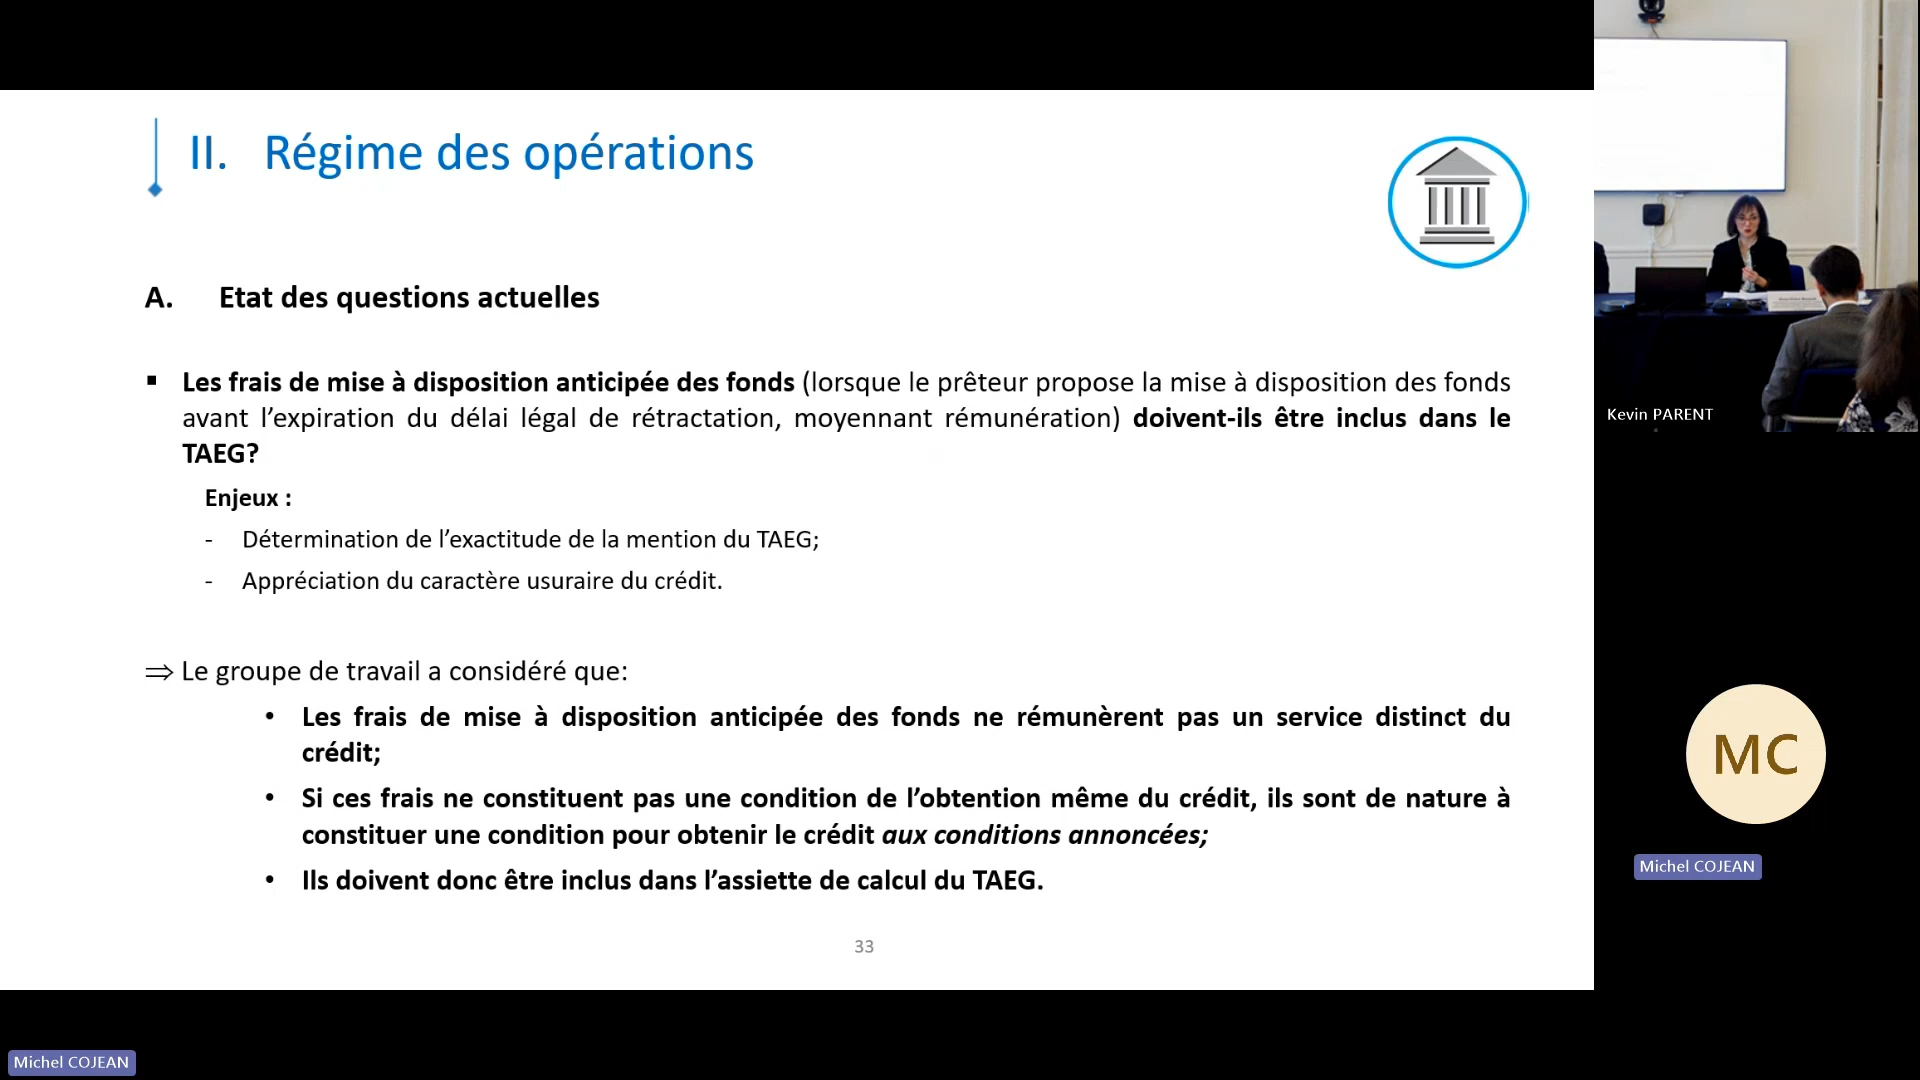 II. Régime des opérations
A. Etat des questions actuelles
▪ Les frais de mise à disposition anticipée des fonds (lorsque le prêteur propose la mise à disposition des fonds
avant l’expiration du délai légal de rétractation, moyennant rémunération) doivent-ils être inclus dans le
TAEG?
Enjeux :
- Détermination de l’exactitude de la mention du TAEG;
- Appréciation du caractère usuraire du crédit.
⇒ Le groupe de travail a considéré que:
• Les frais de mise à disposition anticipée des fonds ne rémunèrent pas un service distinct du
crédit;
• Si ces frais ne constituent pas une condition de l’obtention même du crédit, ils sont de nature à
constituer une condition pour obtenir le crédit aux conditions annoncées;
• Ils doivent donc être inclus dans l’assiette de calcul du TAEG.
33
Kevin PARENT
MC
Michel COJEAN
Michel COJEAN